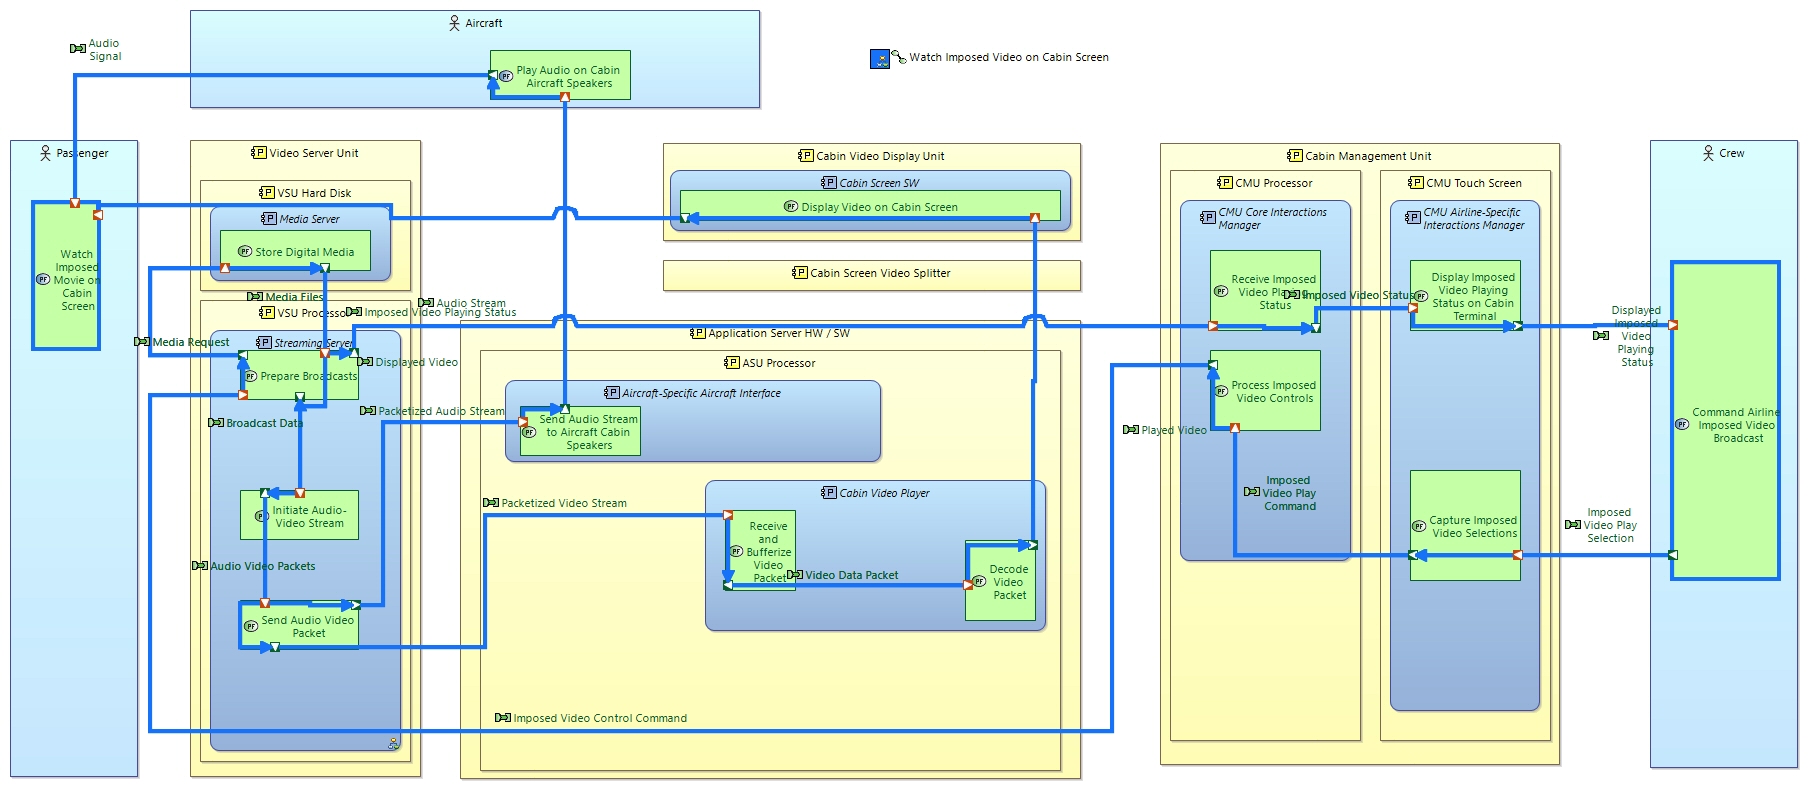 Aircraft
Audio
Signal
Play Audio on Cabin
Aircraft Speakers
Watch Imposed Video on Cabin Screen
Passenger
Watch
Imposed
Movie on
Cabin
Screen
Video Server Unit
VSU Hard Disk
Media Server
Store Digital Media
Media Files
VSU Processor
Imposed Video Playing Status
Audio Stream
Streaming Server
Media Request
Prepare Broadcasts
Displayed Video
Packetized Audio Stream
Broadcast Data
Initiate Audio-
Video Stream
Audio Video Packets
Send Audio Video
Packet
Cabin Video Display Unit
Cabin Screen SW
Display Video on Cabin Screen
Cabin Screen Video Splitter
Application Server HW / SW
ASU Processor
Aircraft-Specific Aircraft Interface
Send Audio Stream
to Aircraft Cabin
Speakers
Packetized Video Stream
Cabin Video Player
Receive
and
Bufferize
Video
Packet
Video Data Packet
Decode
Video
Packet
Imposed Video Control Command
Cabin Management Unit
CMU Processor
CMU Core Interactions
Manager
Receive Imposed
Video Playing
Status
Imposed Video Status
Process Imposed
Video Controls
Played Video
Imposed
Video Play
Command
CMU Touch Screen
CMU Airline-Specific
Interactions Manager
Display Imposed
Video Playing
Status on Cabin
Terminal
Capture Imposed
Video Selections
Displayed
Imposed
Video
Playing
Status
Imposed
Video Play
Selection
Crew
Command Airline
Imposed Video
Broadcast